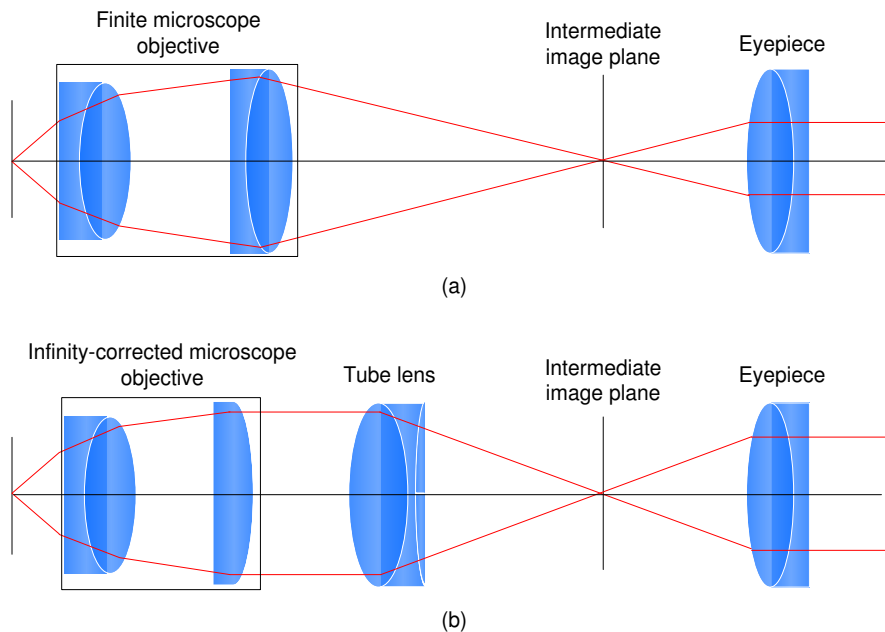 Finite microscope
objective
Intermediate
image plane
Eyepiece
(a)
Infinity-corrected microscope
objective
Tube lens
Intermediate
image plane
Eyepiece
(b)